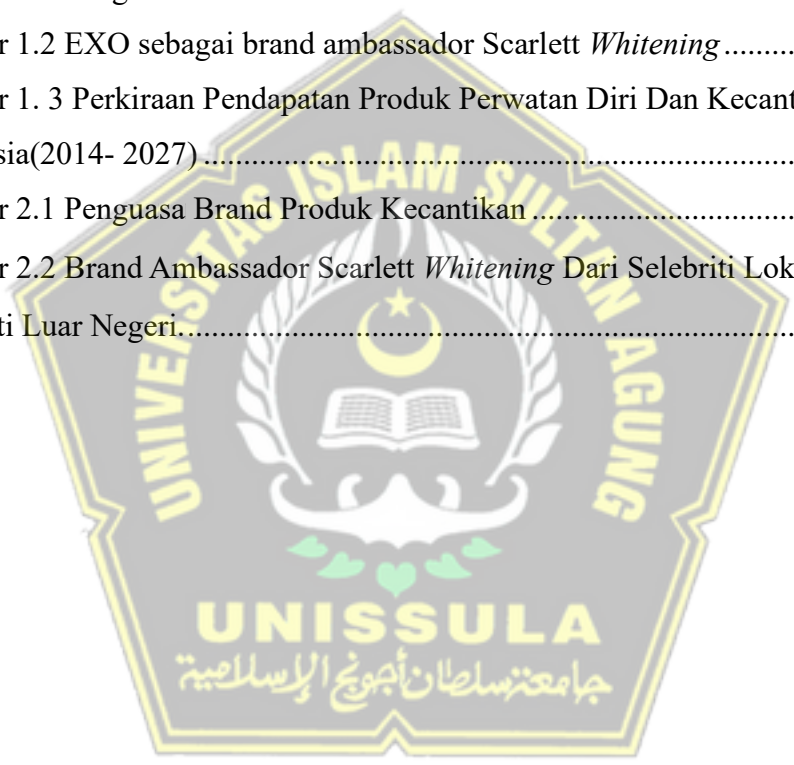 r 1.2 EXO sebagai brand ambassador Scarlett Whitening..........
r 1. 3 Perkiraan Pendapatan Produk Perwatan Diri Dan Kecant
sia(2014- 2027)..........
r 2.1 Penguasa Brand Produk Kecantikan..........
r 2.2 Brand Ambassador Scarlett Whitening Dari Selebriti Lok
ti Luar Negeri...........
UNIVERSITAS ISLAM SULTAN AGUNG
UNISSULA
جامعتنسلطان أجونج الإسلامية